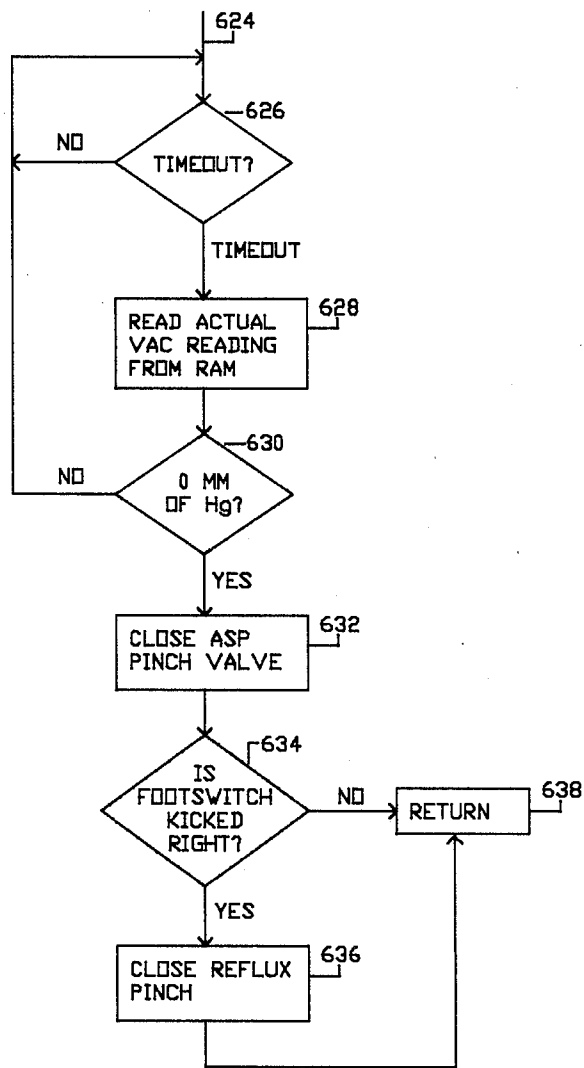 624
626
NO
TIMEOUT?
TIMEOUT
628
READ ACTUAL
VAC READING
FROM RAM
630
NO
0 MM
OF Hg?
YES
632
CLOSE ASP
PINCH VALVE
634
IS
FOOTSWITCH
KICKED
RIGHT?
NO
638
RETURN
YES
636
CLOSE REFLUX
PINCH